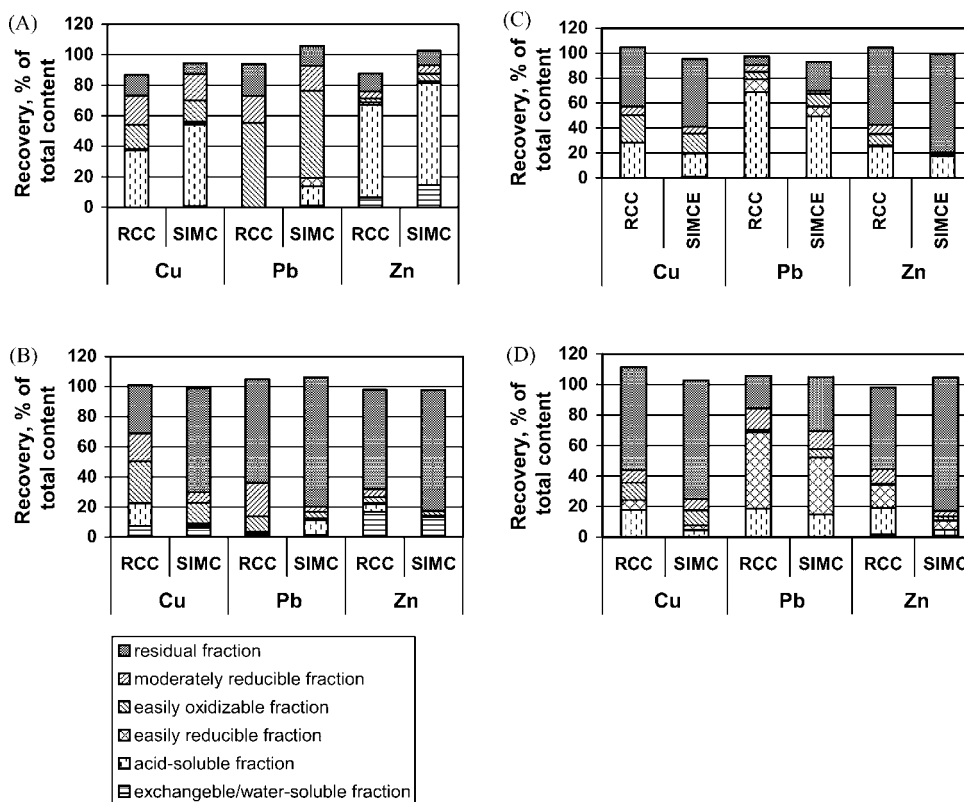 (A)
Recovery, % of
total content
120
100
80
60
40
20
0
RCC SIMC RCC SIMC RCC SIMC
Cu Pb Zn
(C)
Recovery, % of
total content
120
100
80
60
40
20
0
RCC SIMCE RCC SIMCE RCC SIMCE
Cu Pb Zn
(B)
Recovery, % of
total content
120
100
80
60
40
20
0
RCC SIMC RCC SIMC RCC SIMC
Cu Pb Zn
(D)
Recovery, % of
total content
120
100
80
60
40
20
0
RCC SIMC RCC SIMC RCC SIMC
Cu Pb Zn
residual fraction
moderately reducible fraction
easily oxidizable fraction
easily reducible fraction
acid-soluble fraction
exchangeble/water-soluble fraction